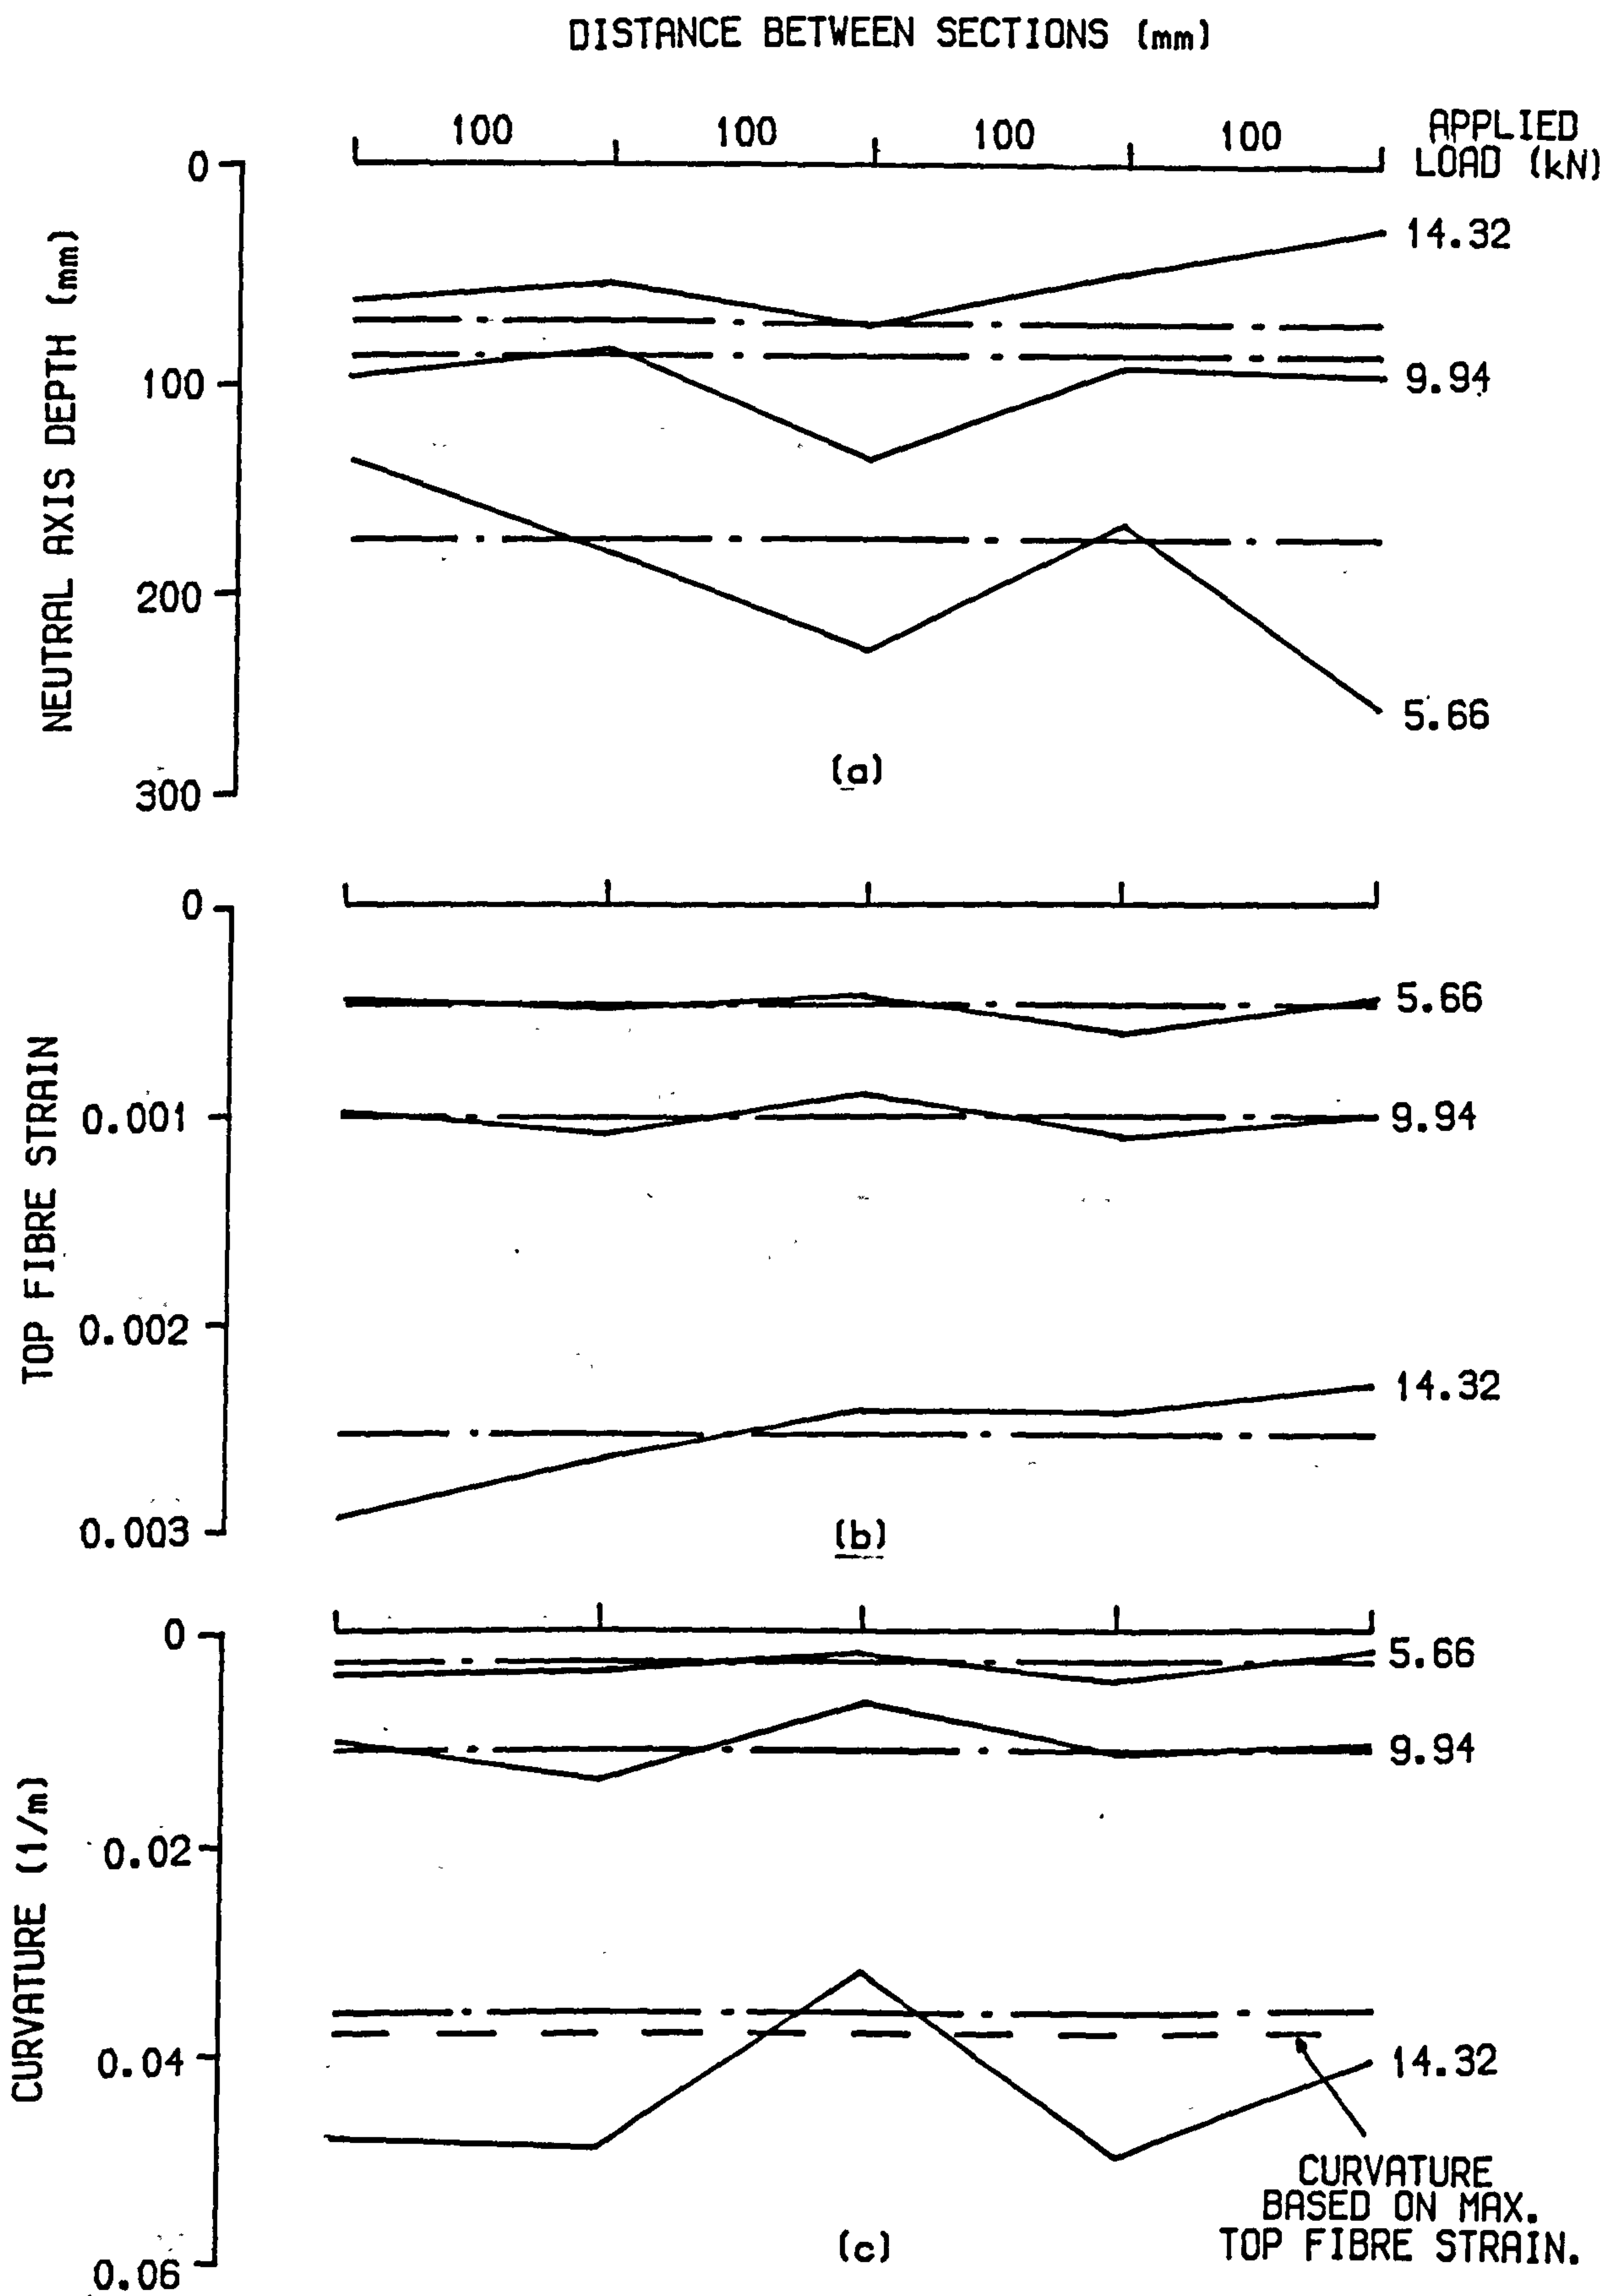 DISTANCE BETWEEN SECTIONS (mm)
100 100 100 100
APPLIED
LOAD (kN)
NEUTRAL AXIS DEPTH (mm)
0
100
200
300
14.32
9.94
5.66
(a)
TOP FIBRE STRAIN
0
0.001
0.002
0.003
5.66
9.94
14.32
(b)
CURVATURE (1/m)
0
0.02
0.04
0.06
5.66
9.94
14.32
CURVATURE
BASED ON MAX.
TOP FIBRE STRAIN.
(c)